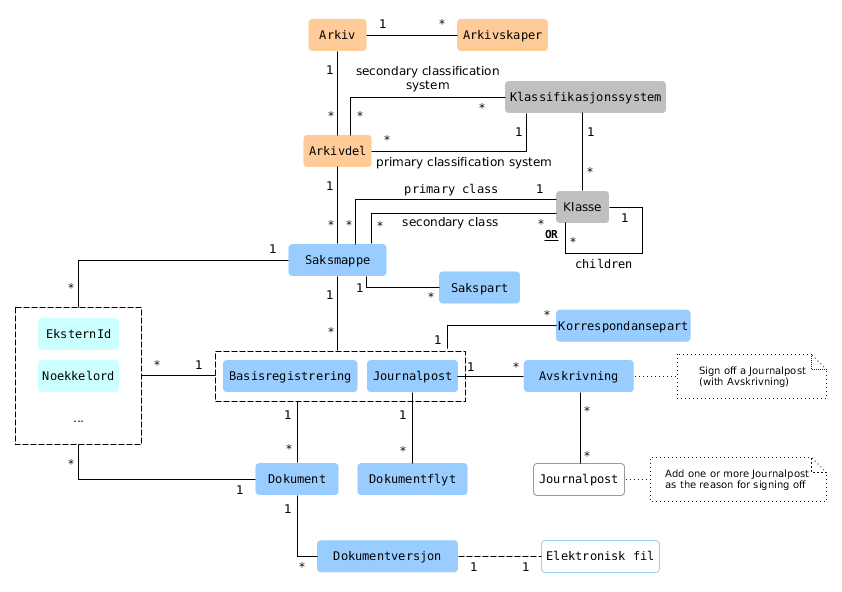 Arkiv
1
*
Arkivskaper
1
*
secondary classification
system
*
*
Klassifikasjonssystem
Arkivdel
*
1
primary classification system
1
*
1
*
primary class
1
*
Klasse
1
*
OR
*
children
secondary class
*
Saksmappe
1
*
1
*
Sakspart
1
*
EksternId
Noekkelord
...
*
1
Basisregistrering
Journalpost
1
*
Korrespondansepart
1
*
Avskrivning
Sign off a Journalpost
(with Avskrivning)
1
*
1
*
*
*
*
1
Dokument
Dokumentflyt
Journalpost
Add one or more Journalpost
as the reason for signing off
1
*
Dokumentversjon
1
1
Elektronisk fil